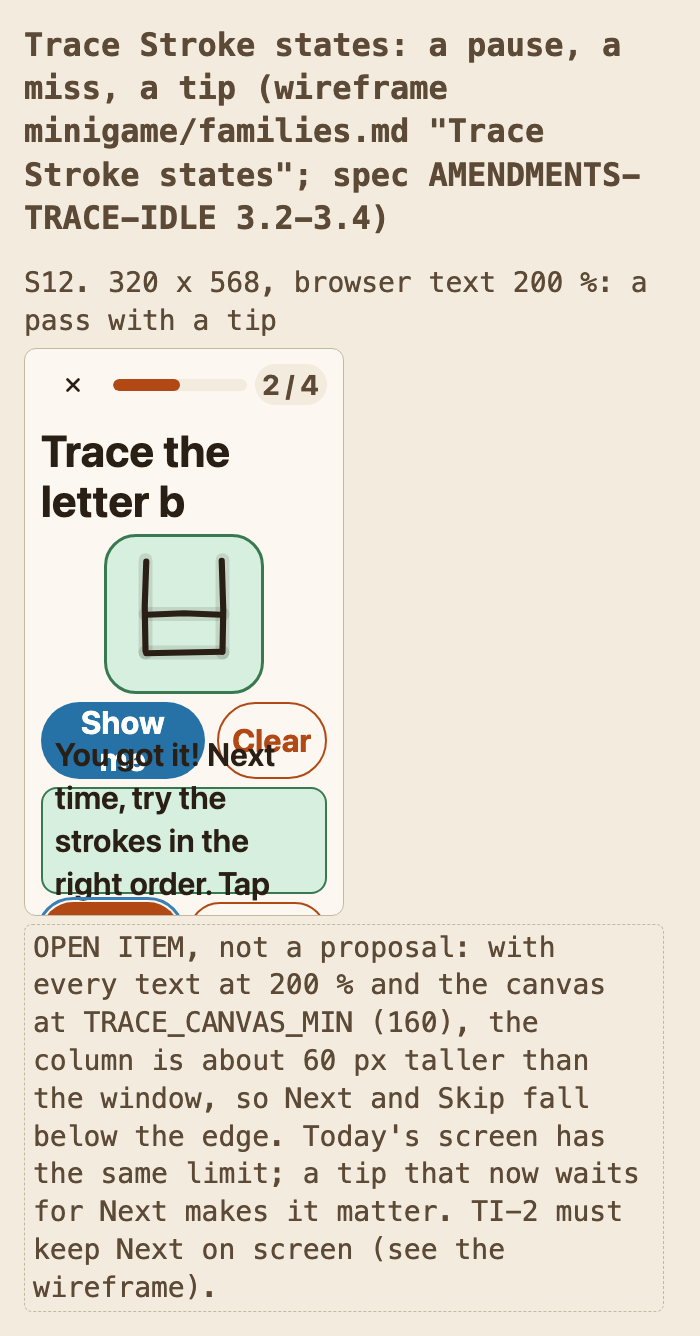 Trace Stroke states: a pause, a
miss, a tip (wireframe
minigame/families.md "Trace
Stroke states"; spec AMENDMENTS-
TRACE-IDLE 3.2-3.4)
S12. 320 x 568, browser text 200 %: a
pass with a tip
× 2 / 4
Trace the
letter b
Show
me
Clear
You got it! Next
time, try the
strokes in the
right order. Tap
OPEN ITEM, not a proposal: with
every text at 200 % and the canvas
at TRACE_CANVAS_MIN (160), the
column is about 60 px taller than
the window, so Next and Skip fall
below the edge. Today's screen has
the same limit; a tip that now waits
for Next makes it matter. TI-2 must
keep Next on screen (see the
wireframe).